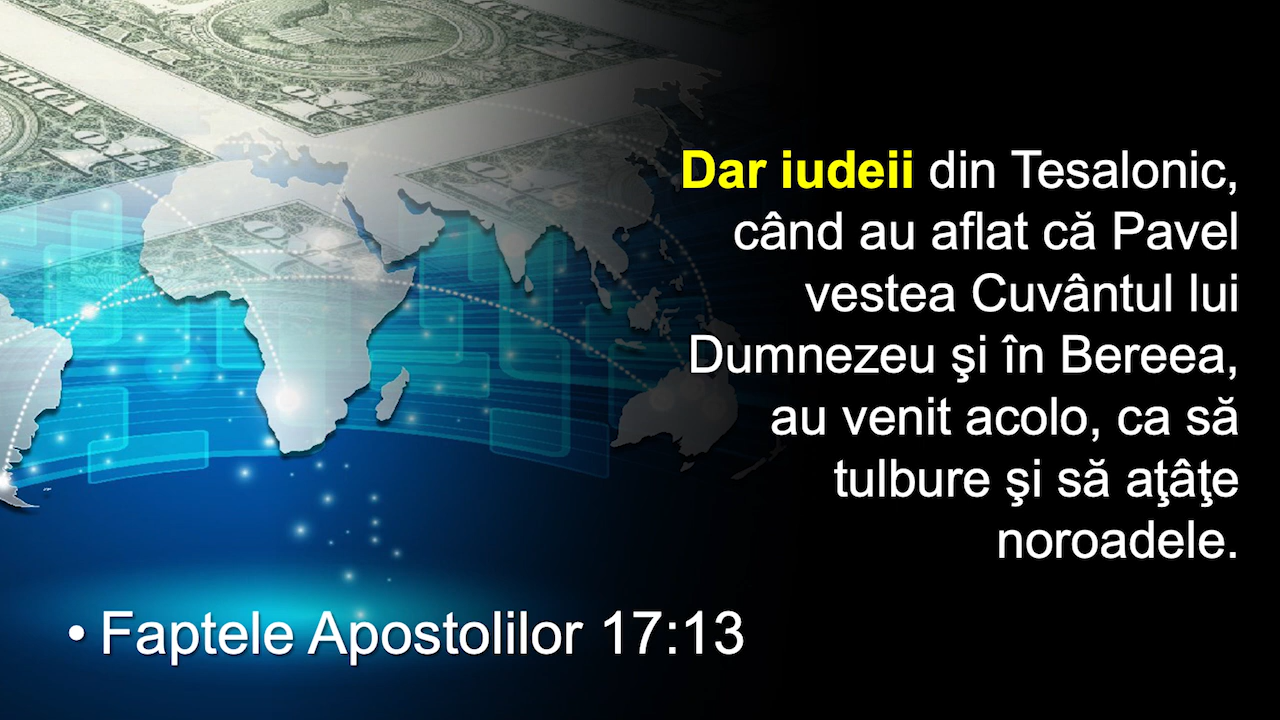 Dar iudeii din Tesalonic,
când au aflat că Pavel
vestea Cuvântul lui
Dumnezeu şi în Bereea,
au venit acolo, ca să
tulbure şi să aţâţe
noroadele.
• Faptele Apostolilor 17:13